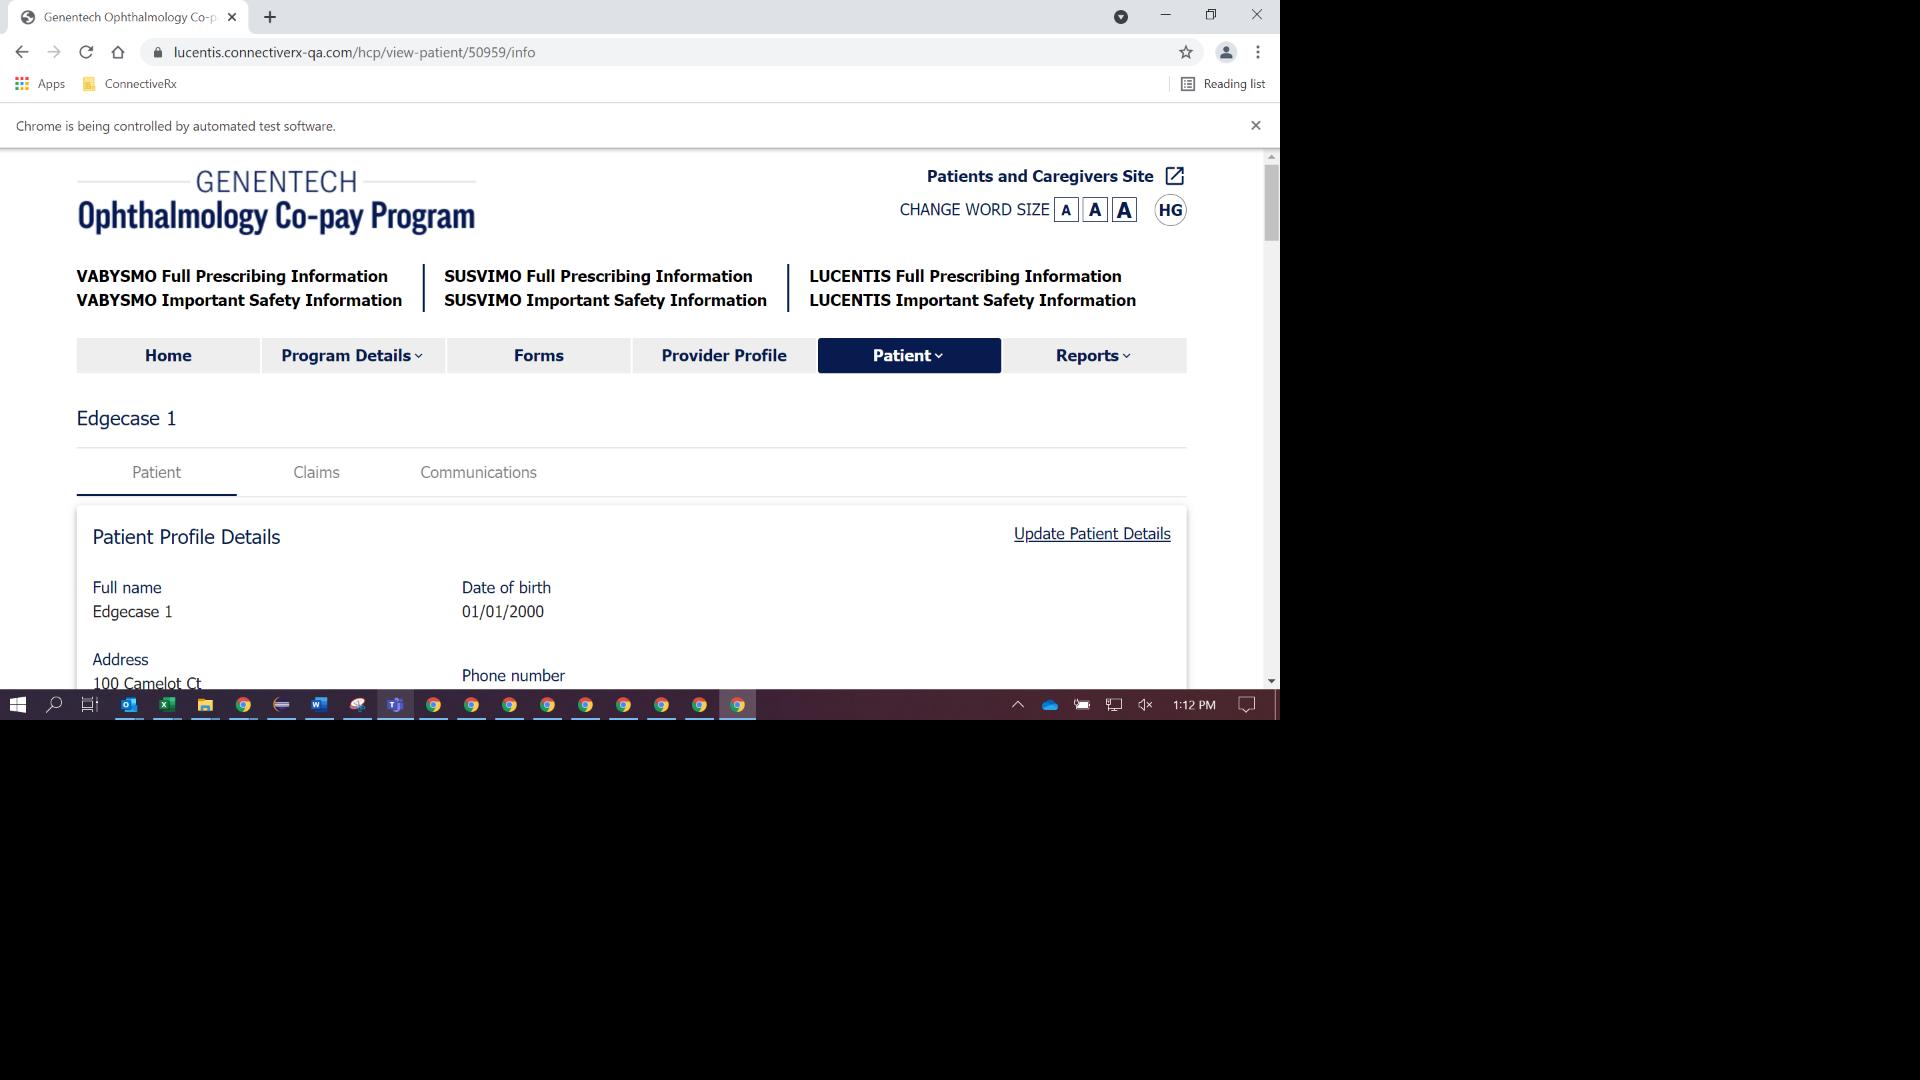 Genentech Ophthalmology Co-p
lucentis.connectiverx-qa.com/hcp/view-patient/50959/info
Apps
ConnectiveRx
Reading list
Chrome is being controlled by automated test software.
GENENTECH
Ophthalmology Co-pay Program
Patients and Caregivers Site
CHANGE WORD SIZE A A A HG
VABYSMO Full Prescribing Information
VABYSMO Important Safety Information
SUSVIMO Full Prescribing Information
SUSVIMO Important Safety Information
LUCENTIS Full Prescribing Information
LUCENTIS Important Safety Information
Home Program Details Forms Provider Profile Patient Reports
Edgecase 1
Patient Claims Communications
Patient Profile Details
Update Patient Details
Full name
Edgecase 1
Date of birth
01/01/2000
Address
100 Camelot Ct
Phone number
1:12 PM